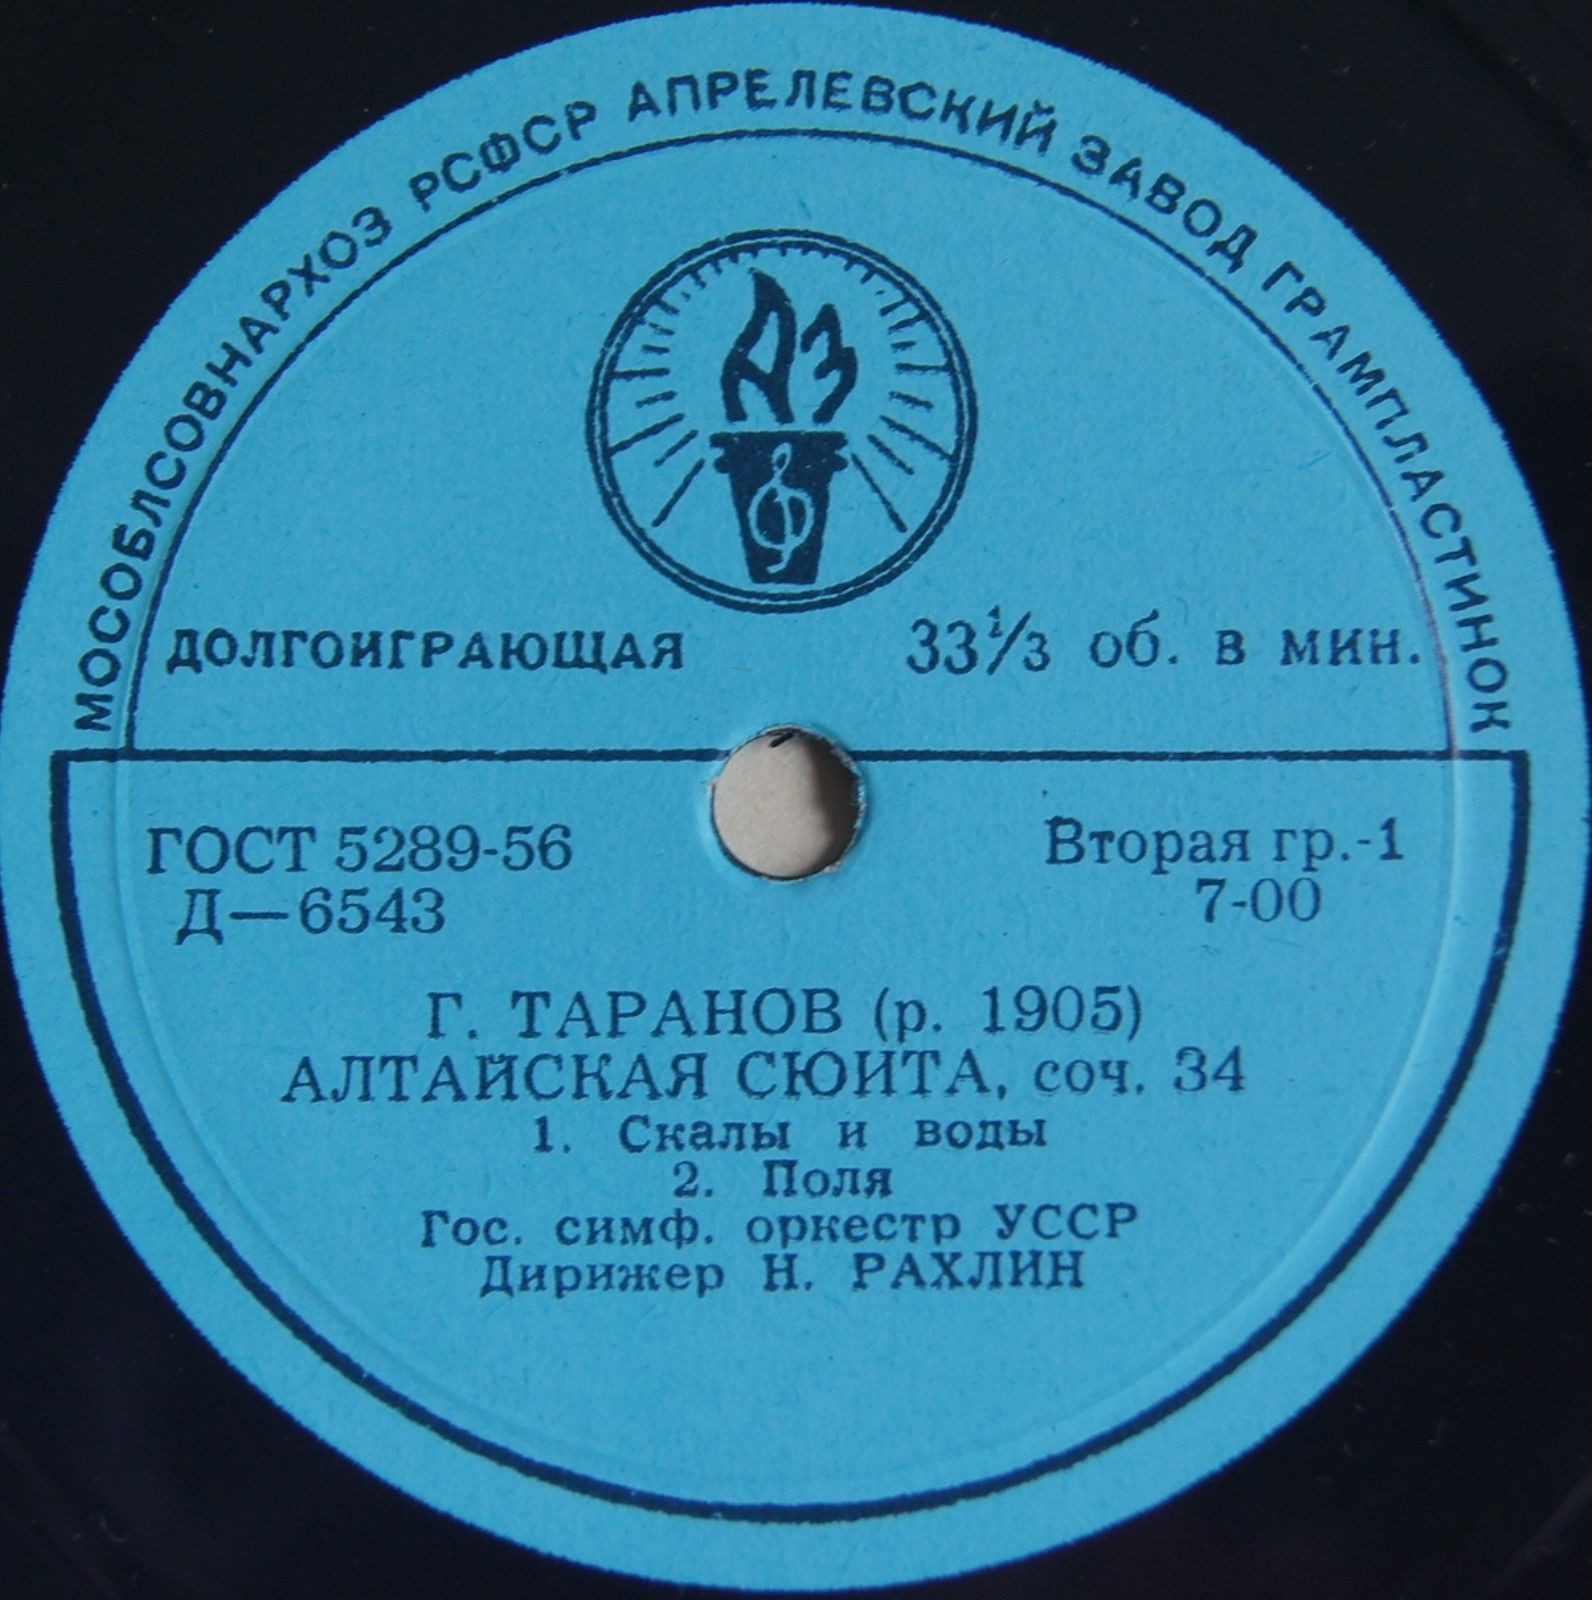 МОСОБЛСОВНАРХОЗ РСФСР АПРЕЛЕВСКИЙ ЗАВОД ГРАМПЛАСТИНОК
АЗ
ДОЛГОИГРАЮЩАЯ 33⅓ об. в мин.
ГОСТ 5289-56 Вторая гр.-1
Д—6543 7-00
Г. ТАРАНОВ (р. 1905)
АЛТАЙСКАЯ СЮИТА, соч. 34
1. Скалы и воды
2. Поля
Гос. симф. оркестр УССР
Дирижер Н. РАХЛИН